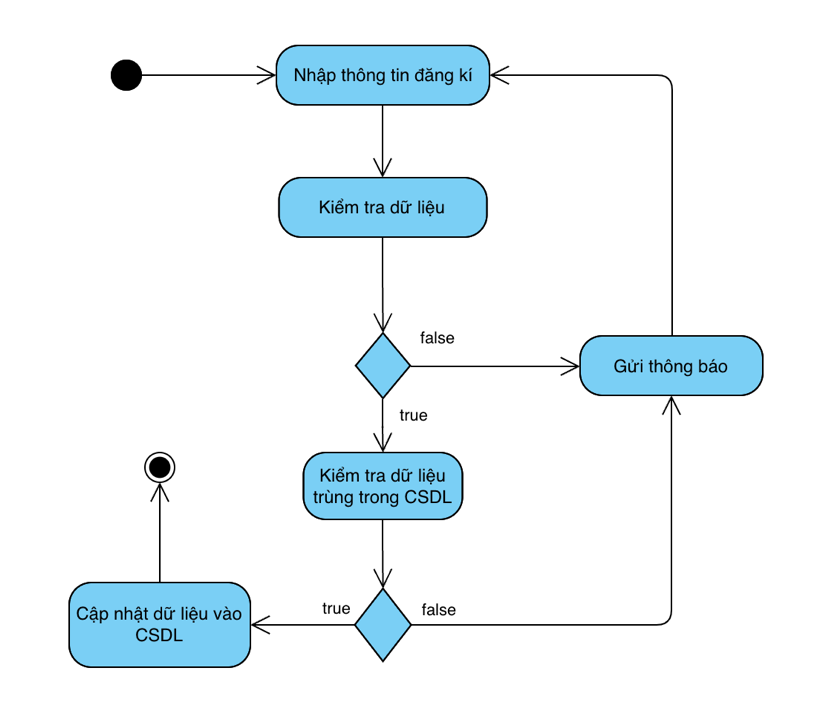 Nhập thông tin đăng kí
Kiểm tra dữ liệu
false
Gửi thông báo
true
Kiểm tra dữ liệu
trùng trong CSDL
true
false
Cập nhật dữ liệu vào
CSDL